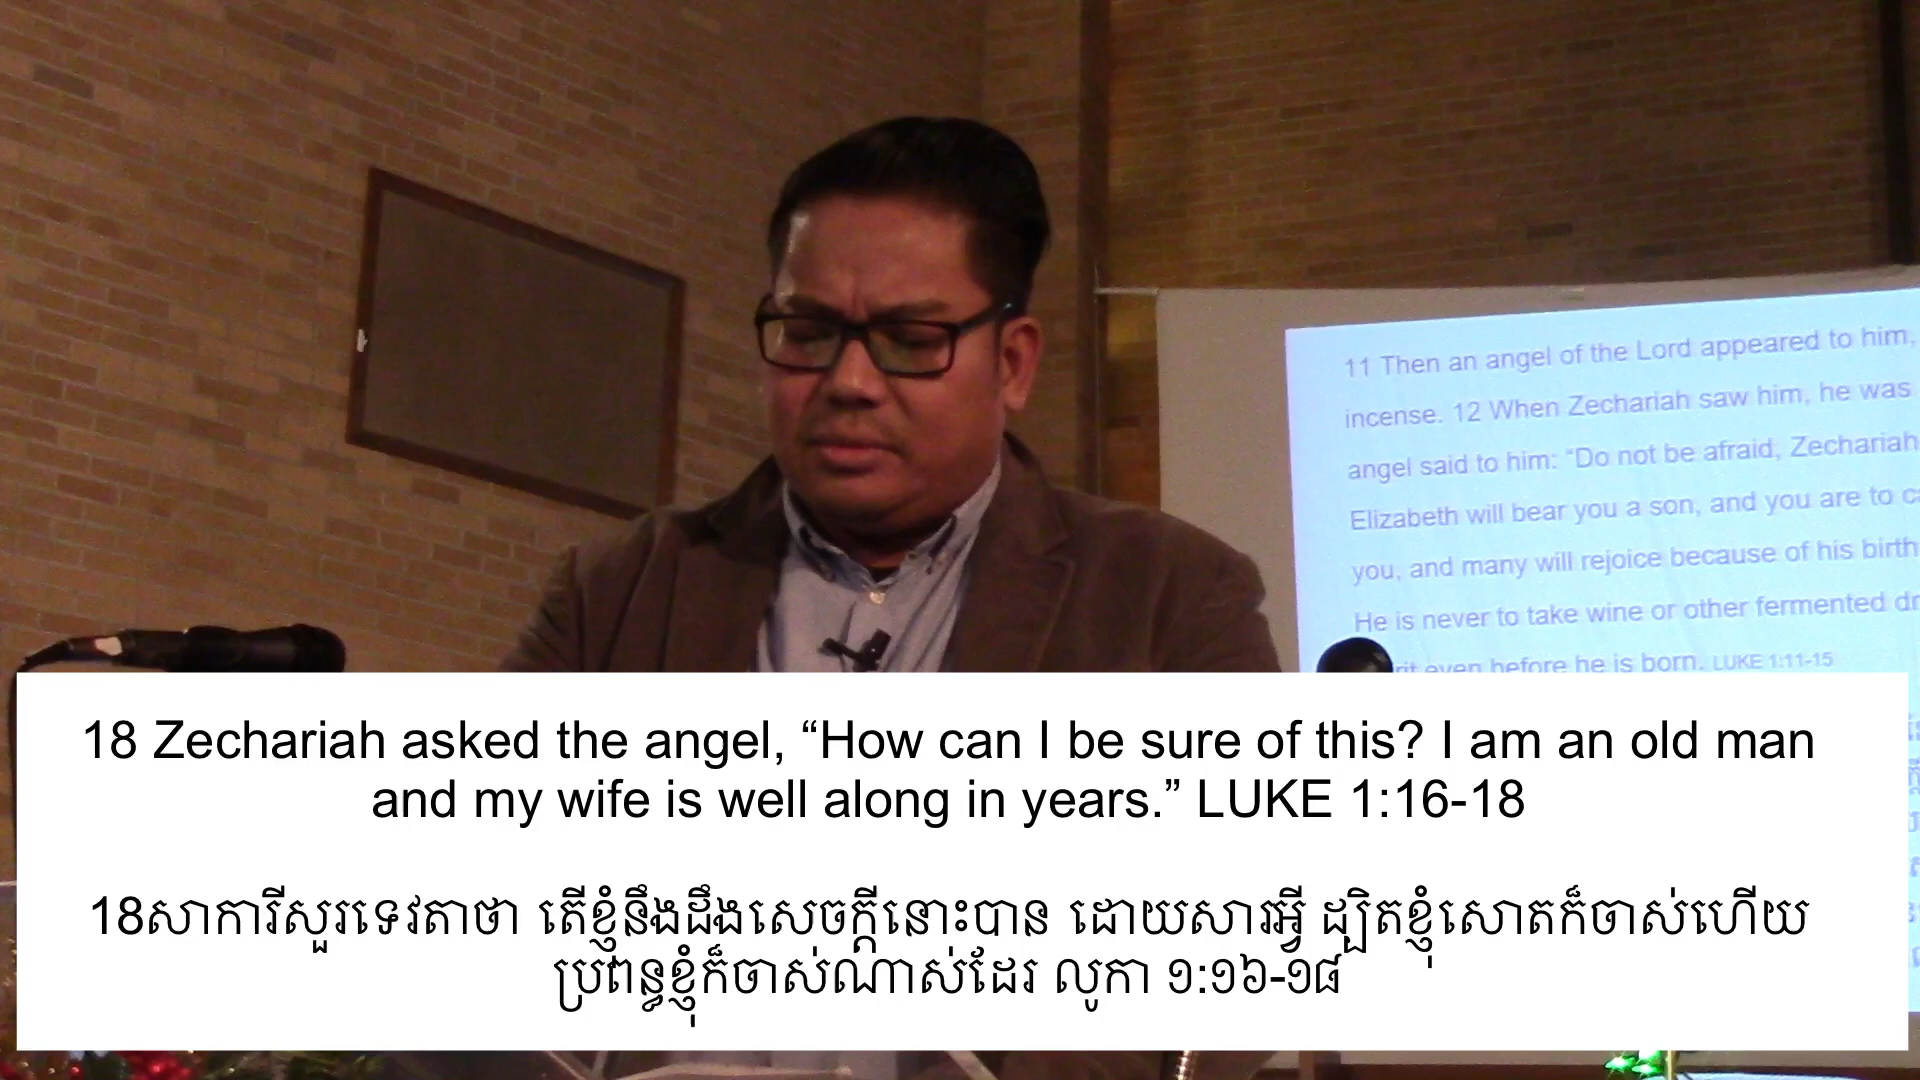 11 Then an angel of the Lord appeared to him,
incense. 12 When Zechariah saw him, he was
angel said to him: “Do not be afraid, Zechariah
Elizabeth will bear you a son, and you are to
you, and many will rejoice because of his birth
He is never to take wine or other fermented
even before he is born. LUKE 1:11-15
18 Zechariah asked the angel, “How can I be sure of this? I am an old man
and my wife is well along in years.” LUKE 1:16-18
18សាការីសួរទេវតាថា តើខ្ញុំនឹងដឹងសេចក្ដីនោះបាន ដោយសារអ្វី ដ្បិតខ្ញុំសោតក៏ចាស់ហើយ
ប្រពន្ធខ្ញុំក៏ចាស់ណាស់ដែរ លូកា ១:១៦-១៨